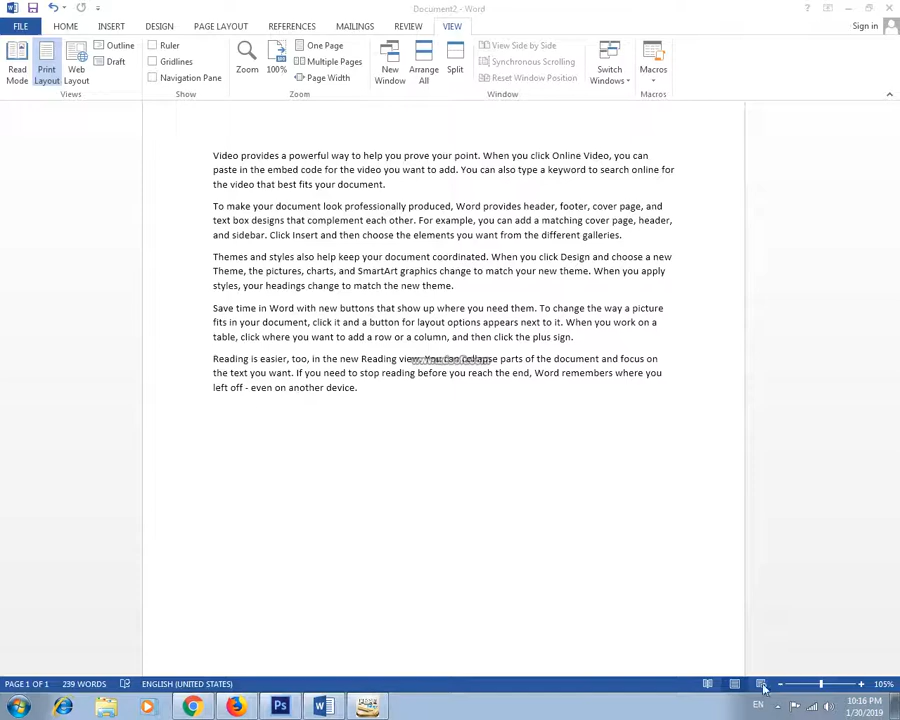 Document2 - Word
Sign in
FILE HOME INSERT DESIGN PAGE LAYOUT REFERENCES MAILINGS REVIEW VIEW
Read Mode
Print Layout
Web Layout
Outline
Draft
Views
Ruler
Gridlines
Navigation Pane
Show
Zoom
100%
One Page
Multiple Pages
Page Width
Zoom
New Window
Arrange All
Split
View Side by Side
Synchronous Scrolling
Reset Window Position
Window
Switch Windows
Macros
Macros
Video provides a powerful way to help you prove your point. When you click Online Video, you can
paste in the embed code for the video you want to add. You can also type a keyword to search online for
the video that best fits your document.
To make your document look professionally produced, Word provides header, footer, cover page, and
text box designs that complement each other. For example, you can add a matching cover page, header,
and sidebar. Click Insert and then choose the elements you want from the different galleries.
Themes and styles also help keep your document coordinated. When you click Design and choose a new
Theme, the pictures, charts, and SmartArt graphics change to match your new theme. When you apply
styles, your headings change to match the new theme.
Save time in Word with new buttons that show up where you need them. To change the way a picture
fits in your document, click it and a button for layout options appears next to it. When you work on a
table, click where you want to add a row or a column, and then click the plus sign.
Reading is easier, too, in the new Reading view. You can collapse parts of the document and focus on
the text you want. If you need to stop reading before you reach the end, Word remembers where you
left off - even on another device.
PAGE 1 OF 1 239 WORDS ENGLISH (UNITED STATES) 105%
EN
10:16 PM
1/30/2019